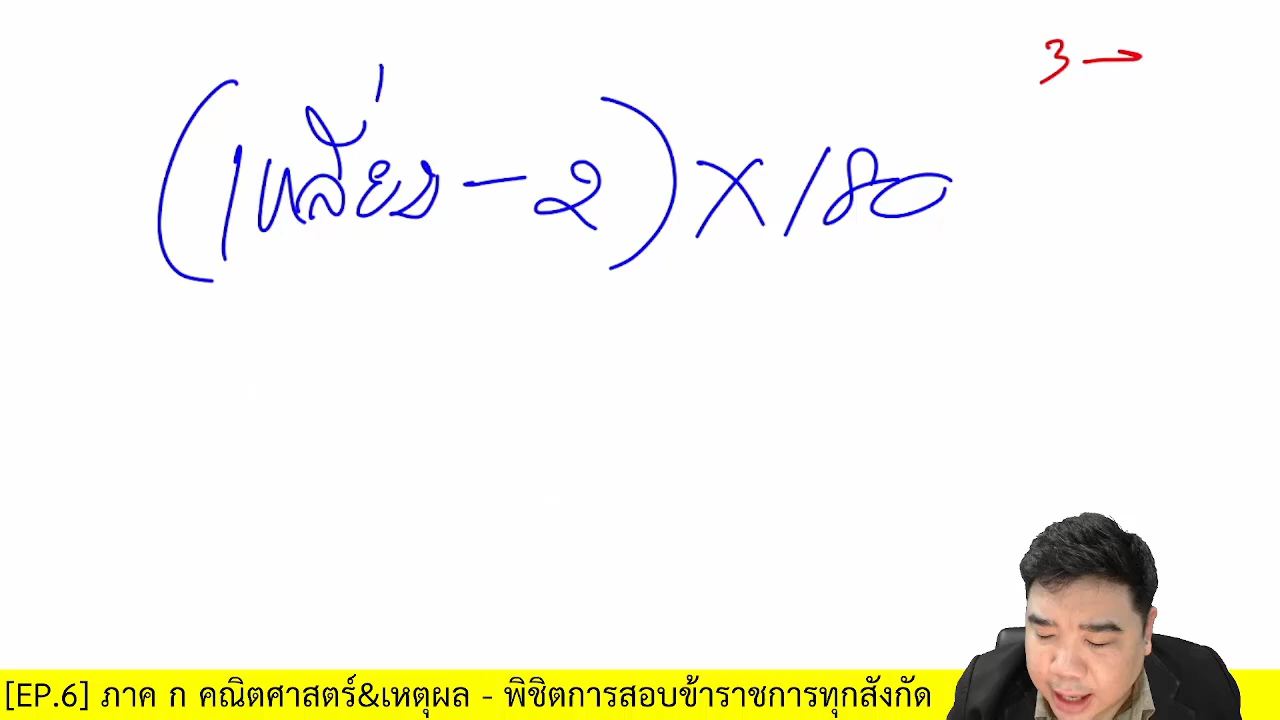 3 →
(เหลี่ยม - 2) × 180
[EP.6] ภาค ก คณิตศาสตร์&เหตุผล - พิชิตการสอบข้าราชการทุกสังกัด